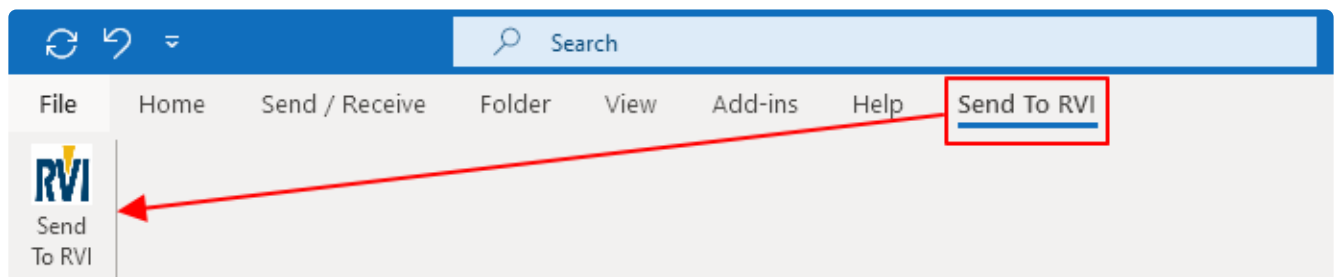 Search
File Home Send / Receive Folder View Add-ins Help Send To RVI
RVI
Send
To RVI